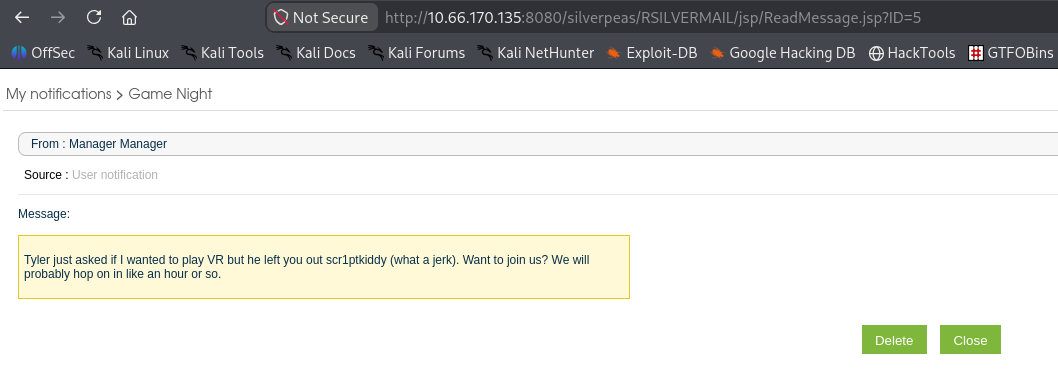 Not Secure http://10.66.170.135:8080/silverpeas/RSILVERMAIL/jsp/ReadMessage.jsp?ID=5
OffSec Kali Linux Kali Tools Kali Docs Kali Forums Kali NetHunter Exploit-DB Google Hacking DB HackTools GTFOBins
My notifications > Game Night
From : Manager Manager
Source : User notification
Message:
Tyler just asked if I wanted to play VR but he left you out scr1ptkiddy (what a jerk). Want to join us? We will
probably hop on in like an hour or so.
Delete Close